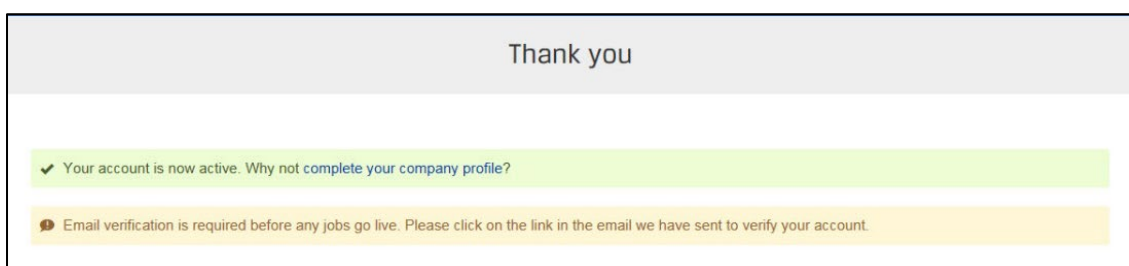 Thank you
Your account is now active. Why not complete your company profile?
Email verification is required before any jobs go live. Please click on the link in the email we have sent to verify your account.